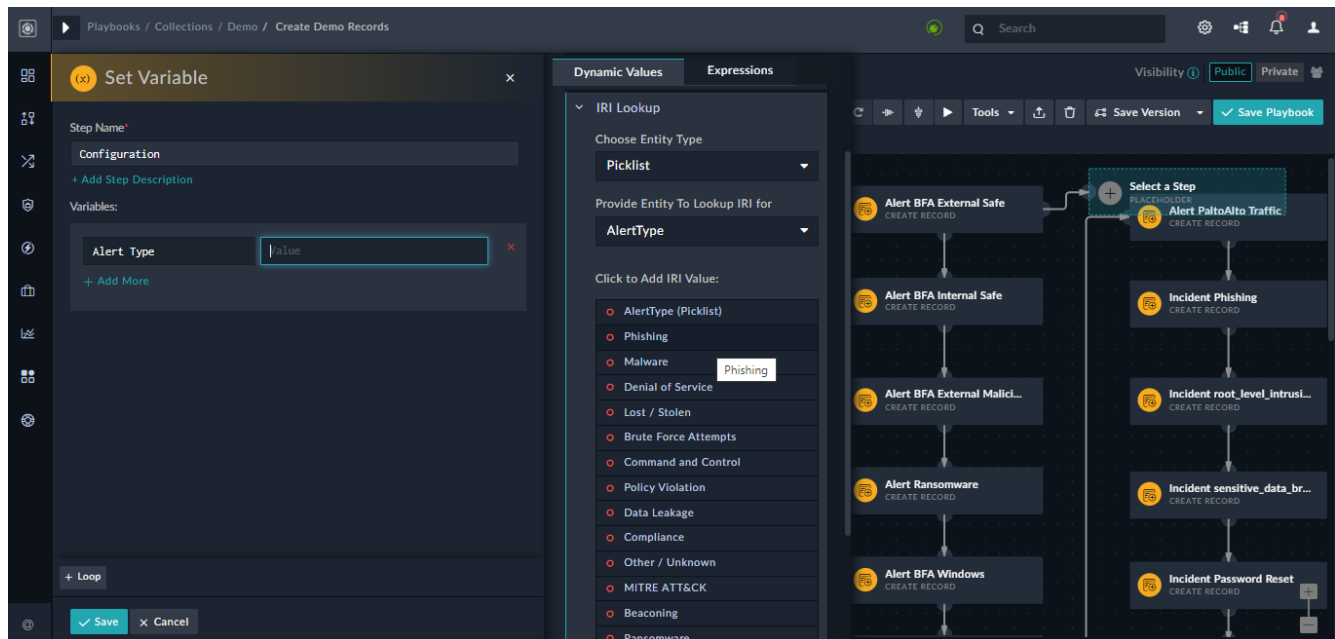 Playbooks / Collections / Demo / Create Demo Records
Search
(x) Set Variable
×
Step Name*
Configuration
+ Add Step Description
Variables:
Alert Type
Value
×
+ Add More
+ Loop
Save
× Cancel
@
Dynamic Values
Expressions
IRI Lookup
Choose Entity Type
Picklist
Provide Entity To Lookup IRI for
AlertType
Click to Add IRI Value:
AlertType (Picklist)
Phishing
Malware
Phishing
Denial of Service
Lost / Stolen
Brute Force Attempts
Command and Control
Policy Violation
Data Leakage
Compliance
Other / Unknown
MITRE ATT&CK
Beaconing
Ransomware
Visibility
Public
Private
Tools
Save Version
Save Playbook
Alert BFA External Safe
CREATE RECORD
Alert BFA Internal Safe
CREATE RECORD
Alert BFA External Malici...
CREATE RECORD
Alert Ransomware
CREATE RECORD
Alert BFA Windows
CREATE RECORD
Select a Step
PLACEHOLDER
Alert PaltoAlto Traffic
CREATE RECORD
Incident Phishing
CREATE RECORD
Incident root_level_intrusi...
CREATE RECORD
Incident sensitive_data_br...
CREATE RECORD
Incident Password Reset
CREATE RECORD